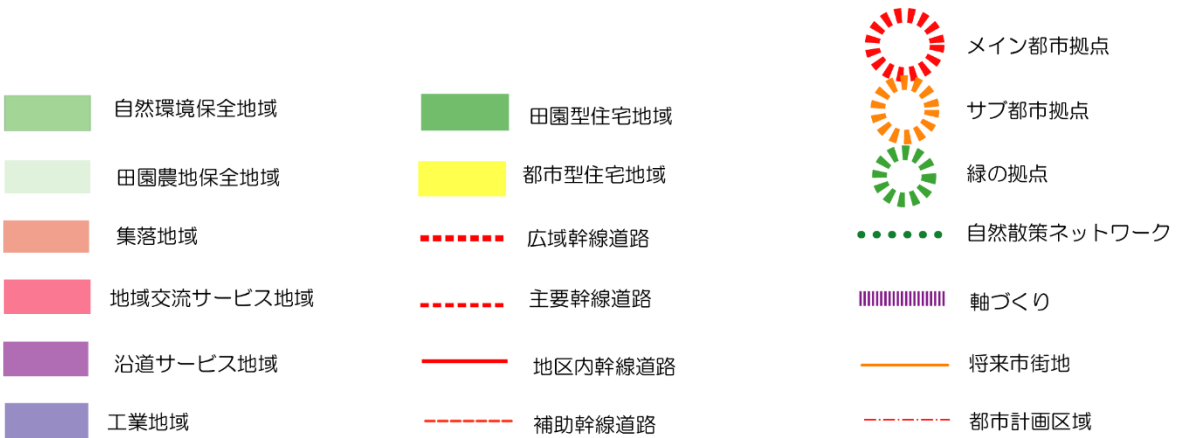 自然環境保全地域
田園農地保全地域
集落地域
地域交流サービス地域
沿道サービス地域
工業地域
田園型住宅地域
都市型住宅地域
広域幹線道路
主要幹線道路
地区内幹線道路
補助幹線道路
メイン都市拠点
サブ都市拠点
緑の拠点
自然散策ネットワーク
軸づくり
将来市街地
都市計画区域